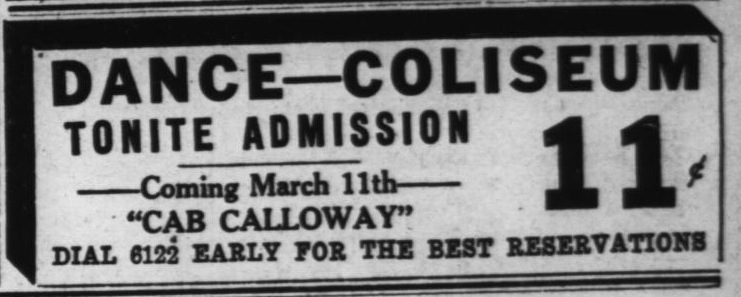 DANCE—COLISEUM
TONITE ADMISSION 11¢
Coming March 11th
"CAB CALLOWAY"
DIAL 6122 EARLY FOR THE BEST RESERVATIONS